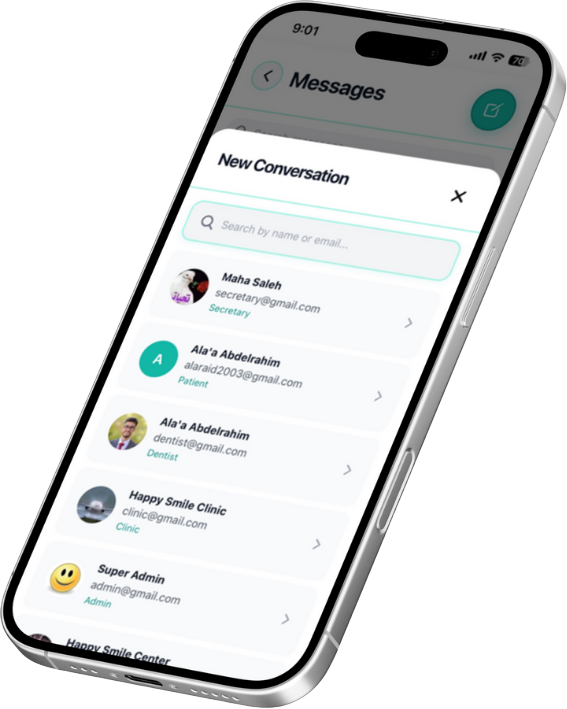 9:01
70
Messages
New Conversation
Search by name or email...
Maha Saleh
secretary@gmail.com
Secretary
A
Ala'a Abdelrahim
alaraid2003@gmail.com
Patient
Ala'a Abdelrahim
dentist@gmail.com
Dentist
Happy Smile Clinic
clinic@gmail.com
Clinic
Super Admin
admin@gmail.com
Admin
Happy Smile Center